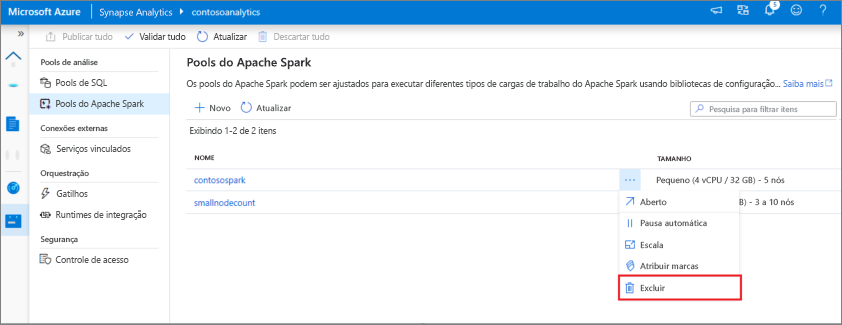 Microsoft Azure Synapse Analytics > contosoanalytics 5 ?
» Publicar tudo Validar tudo Atualizar Descartar tudo
Pools de análise
Pools de SQL
Pools do Apache Spark
Conexões externas
Serviços vinculados
Orquestração
Gatilhos
Runtimes de integração
Segurança
Controle de acesso
Pools do Apache Spark
Os pools do Apache Spark podem ser ajustados para executar diferentes tipos de cargas de trabalho do Apache Spark usando bibliotecas de configuração... Saiba mais
+ Novo Atualizar Pesquisa para filtrar itens
Exibindo 1-2 de 2 itens
NOME TAMANHO
contosospark ... Pequeno (4 vCPU / 32 GB) - 5 nós
smallnodecount B) - 3 a 10 nós
Aberto
Pausa automática
Escala
Atribuir marcas
Excluir